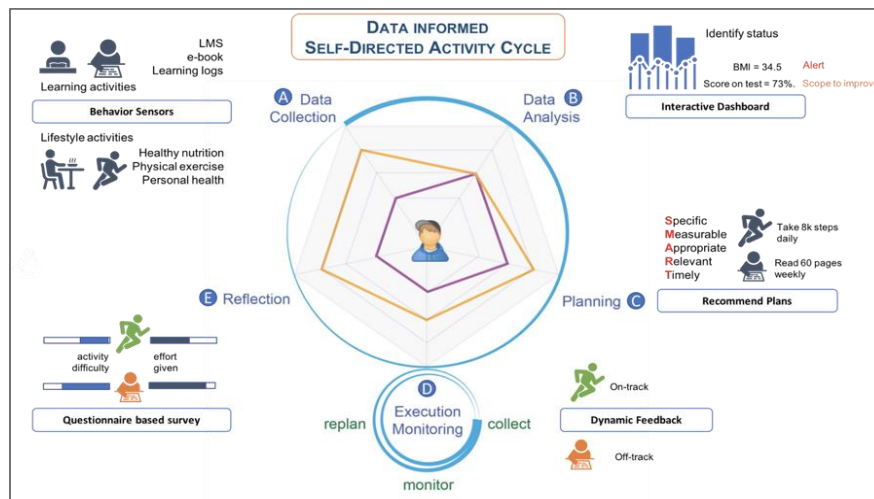 DATA INFORMED
SELF-DIRECTED ACTIVITY CYCLE
LMS
e-book
Learning logs
Learning activities
Behavior Sensors
Lifestyle activities
Healthy nutrition
Physical exercise
Personal health
A Data
Collection
Data B
Analysis
Identify status
BMI = 34.5 Alert
Score on test = 73%. Scope to improve
Interactive Dashboard
Specific
Measurable
Appropriate
Relevant
Timely
Take 8k steps
daily
Read 60 pages
weekly
Recommend Plans
E Reflection
Planning C
activity
difficulty
effort
given
Questionnaire based survey
D
Execution
Monitoring
replan
collect
monitor
On-track
Dynamic Feedback
Off-track